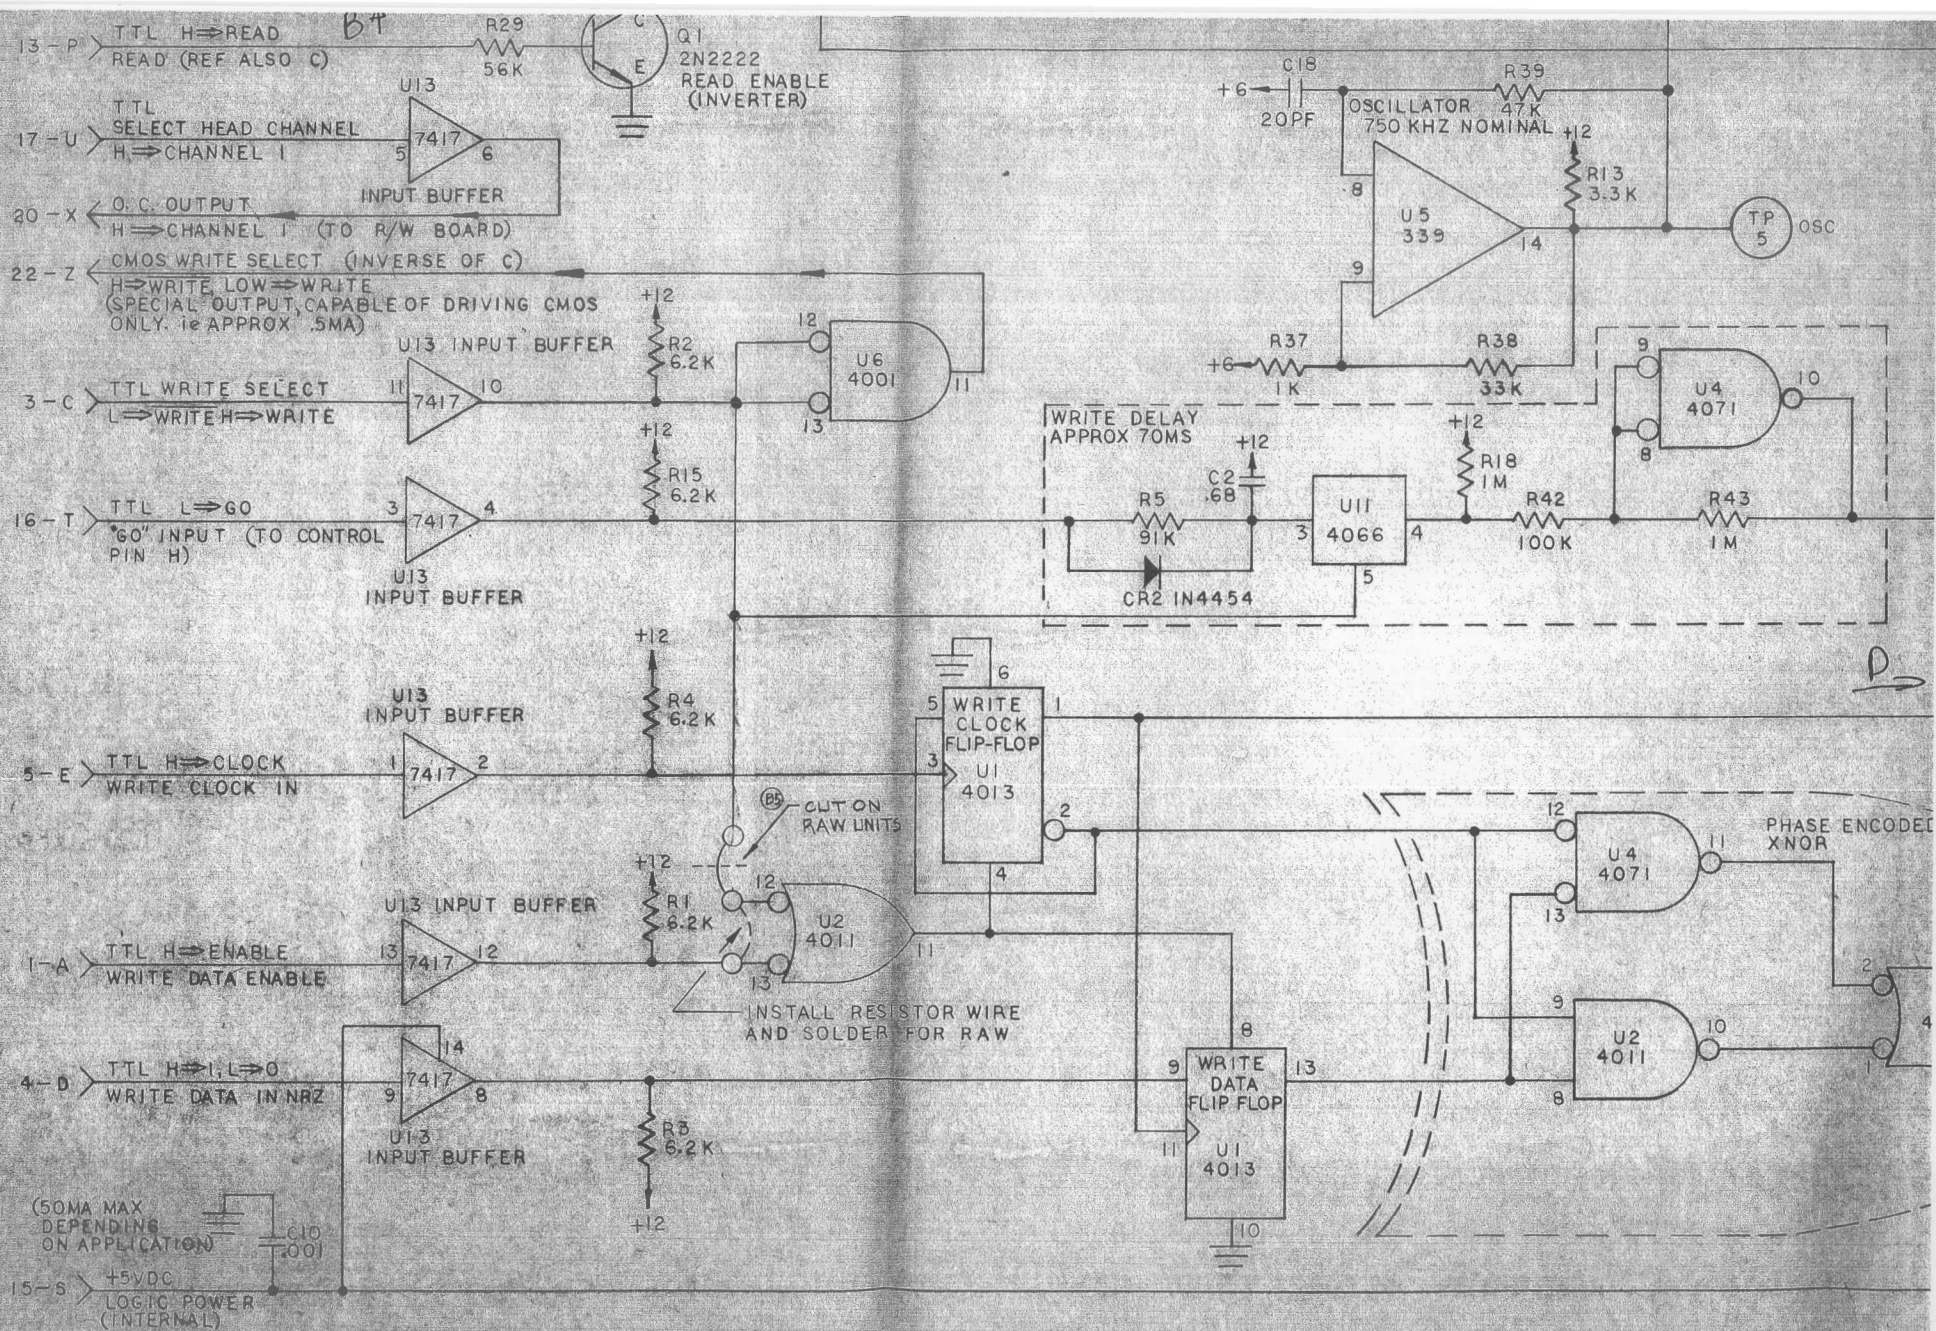 B4
13-P
TTL H⇒READ
READ (REF ALSO C)
R29
56K
C
E
Q1
2N2222
READ ENABLE
(INVERTER)
17-U
TTL
SELECT HEAD CHANNEL
H⇒CHANNEL 1
U13
7417
5
6
INPUT BUFFER
20-X
O.C. OUTPUT
H⇒CHANNEL 1 (TO R/W BOARD)
22-Z
CMOS WRITE SELECT (INVERSE OF C)
H⇒W̅R̅I̅T̅E̅, LOW⇒WRITE
(SPECIAL OUTPUT, CAPABLE OF DRIVING CMOS
ONLY. ie APPROX .5MA)
+6
C18
20PF
R39
47K
OSCILLATOR
750 KHZ NOMINAL
+12
R13
3.3K
8
9
U5
339
14
TP
5
OSC
+6
R37
1K
R38
33K
3-C
TTL WRITE SELECT
L⇒W̅R̅I̅T̅E̅ H⇒WRITE
U13 INPUT BUFFER
11
7417
10
+12
R2
6.2K
12
13
U6
4001
11
16-T
TTL L⇒GO
"GO" INPUT (TO CONTROL
PIN H)
3
7417
4
U13
INPUT BUFFER
+12
R15
6.2K
WRITE DELAY
APPROX 70MS
R5
91K
CR2 IN4454
+12
C2
.68
3
U11
4066
4
5
+12
R18
1M
R42
100K
R43
1M
9
8
U4
4071
10
D
5-E
TTL H⇒CLOCK
WRITE CLOCK IN
U13
INPUT BUFFER
1
7417
2
+12
R4
6.2K
6
5
3
WRITE
CLOCK
FLIP-FLOP
U1
4013
1
2
4
B5
CUT ON
RAW UNITS
1-A
TTL H⇒ENABLE
WRITE DATA ENABLE
U13 INPUT BUFFER
13
7417
12
+12
R1
6.2K
12
13
U2
4011
11
INSTALL RESISTOR WIRE
AND SOLDER FOR RAW
4-D
TTL H⇒1, L⇒0
WRITE DATA IN NRZ
14
9
7417
8
U13
INPUT BUFFER
R3
6.2K
+12
8
9
11
WRITE
DATA
FLIP FLOP
U1
4013
13
10
12
13
U4
4071
11
PHASE ENCODED
XNOR
9
8
U2
4011
10
2
1
4
(50MA MAX
DEPENDING
ON APPLICATION)
C10
.001
15-S
+5VDC
LOGIC POWER
(INTERNAL)